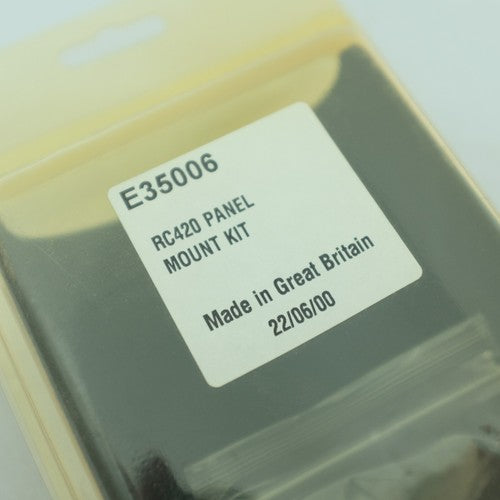 E35006
RC420 PANEL
MOUNT KIT
Made in Great Britain
22/06/00